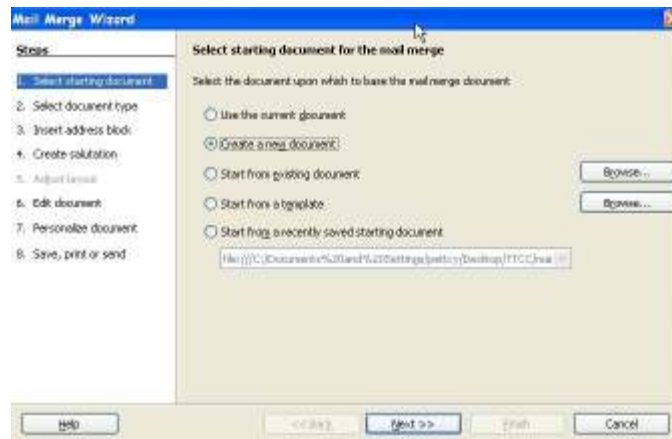 Mail Merge Wizard
Steps
1. Select starting document
2. Select document type
3. Insert address block
4. Create salutation
5. Adjust layout
6. Edit document
7. Personalize document
8. Save, print or send
Select starting document for the mail merge
Select the document upon which to base the mail merge document
Use the current document
Create a new document
Start from existing document
Browse...
Start from a template
Browse...
Start from a recently saved starting document
file:///C:/Documents%20and%20Settings/
Help
<< Back
Next >>
Finish
Cancel